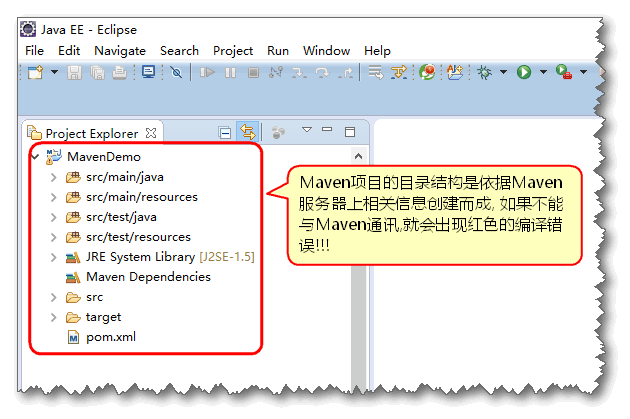 Java EE - Eclipse
File Edit Navigate Search Project Run Window Help
Project Explorer
MavenDemo
src/main/java
src/main/resources
src/test/java
src/test/resources
JRE System Library [J2SE-1.5]
Maven Dependencies
src
target
pom.xml
Maven项目的目录结构是依据Maven
服务器上相关信息创建而成, 如果不能
与Maven通讯,就会出现红色的编译错
误!!!